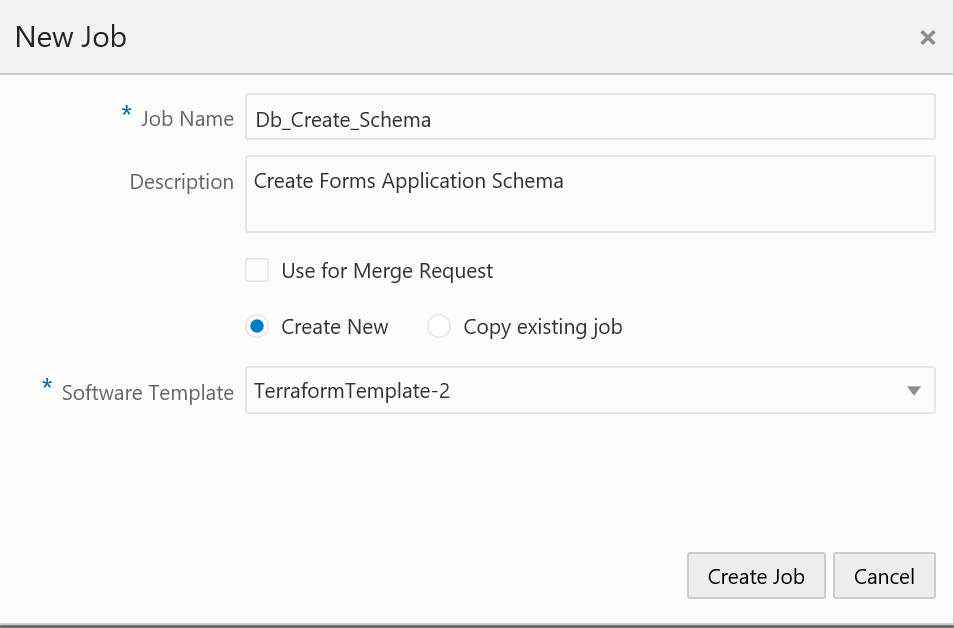 New Job
×
* Job Name Db_Create_Schema
Description Create Forms Application Schema
Use for Merge Request
Create New Copy existing job
* Software Template TerraformTemplate-2
Create Job Cancel